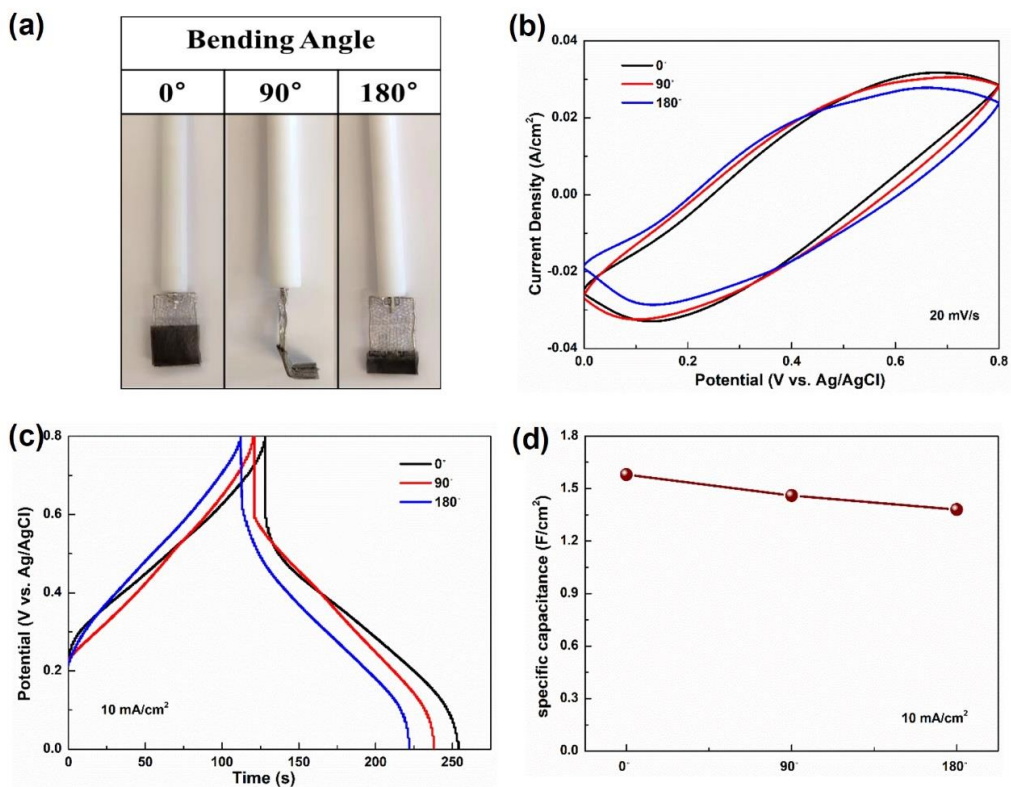 (a)
Bending Angle
0° 90° 180°
(b)
0.04
0.02
0.00
-0.02
-0.04
Current Density (A/cm²)
0°
90°
180°
20 mV/s
0.0 0.2 0.4 0.6 0.8
Potential (V vs. Ag/AgCl)
(c)
0.8
0.6
0.4
0.2
0.0
Potential (V vs. Ag/AgCl)
0°
90°
180°
10 mA/cm²
0 50 100 150 200 250
Time (s)
(d)
1.8
1.5
1.2
0.9
0.6
0.3
0.0
specific capacitance (F/cm²)
10 mA/cm²
0° 90° 180°